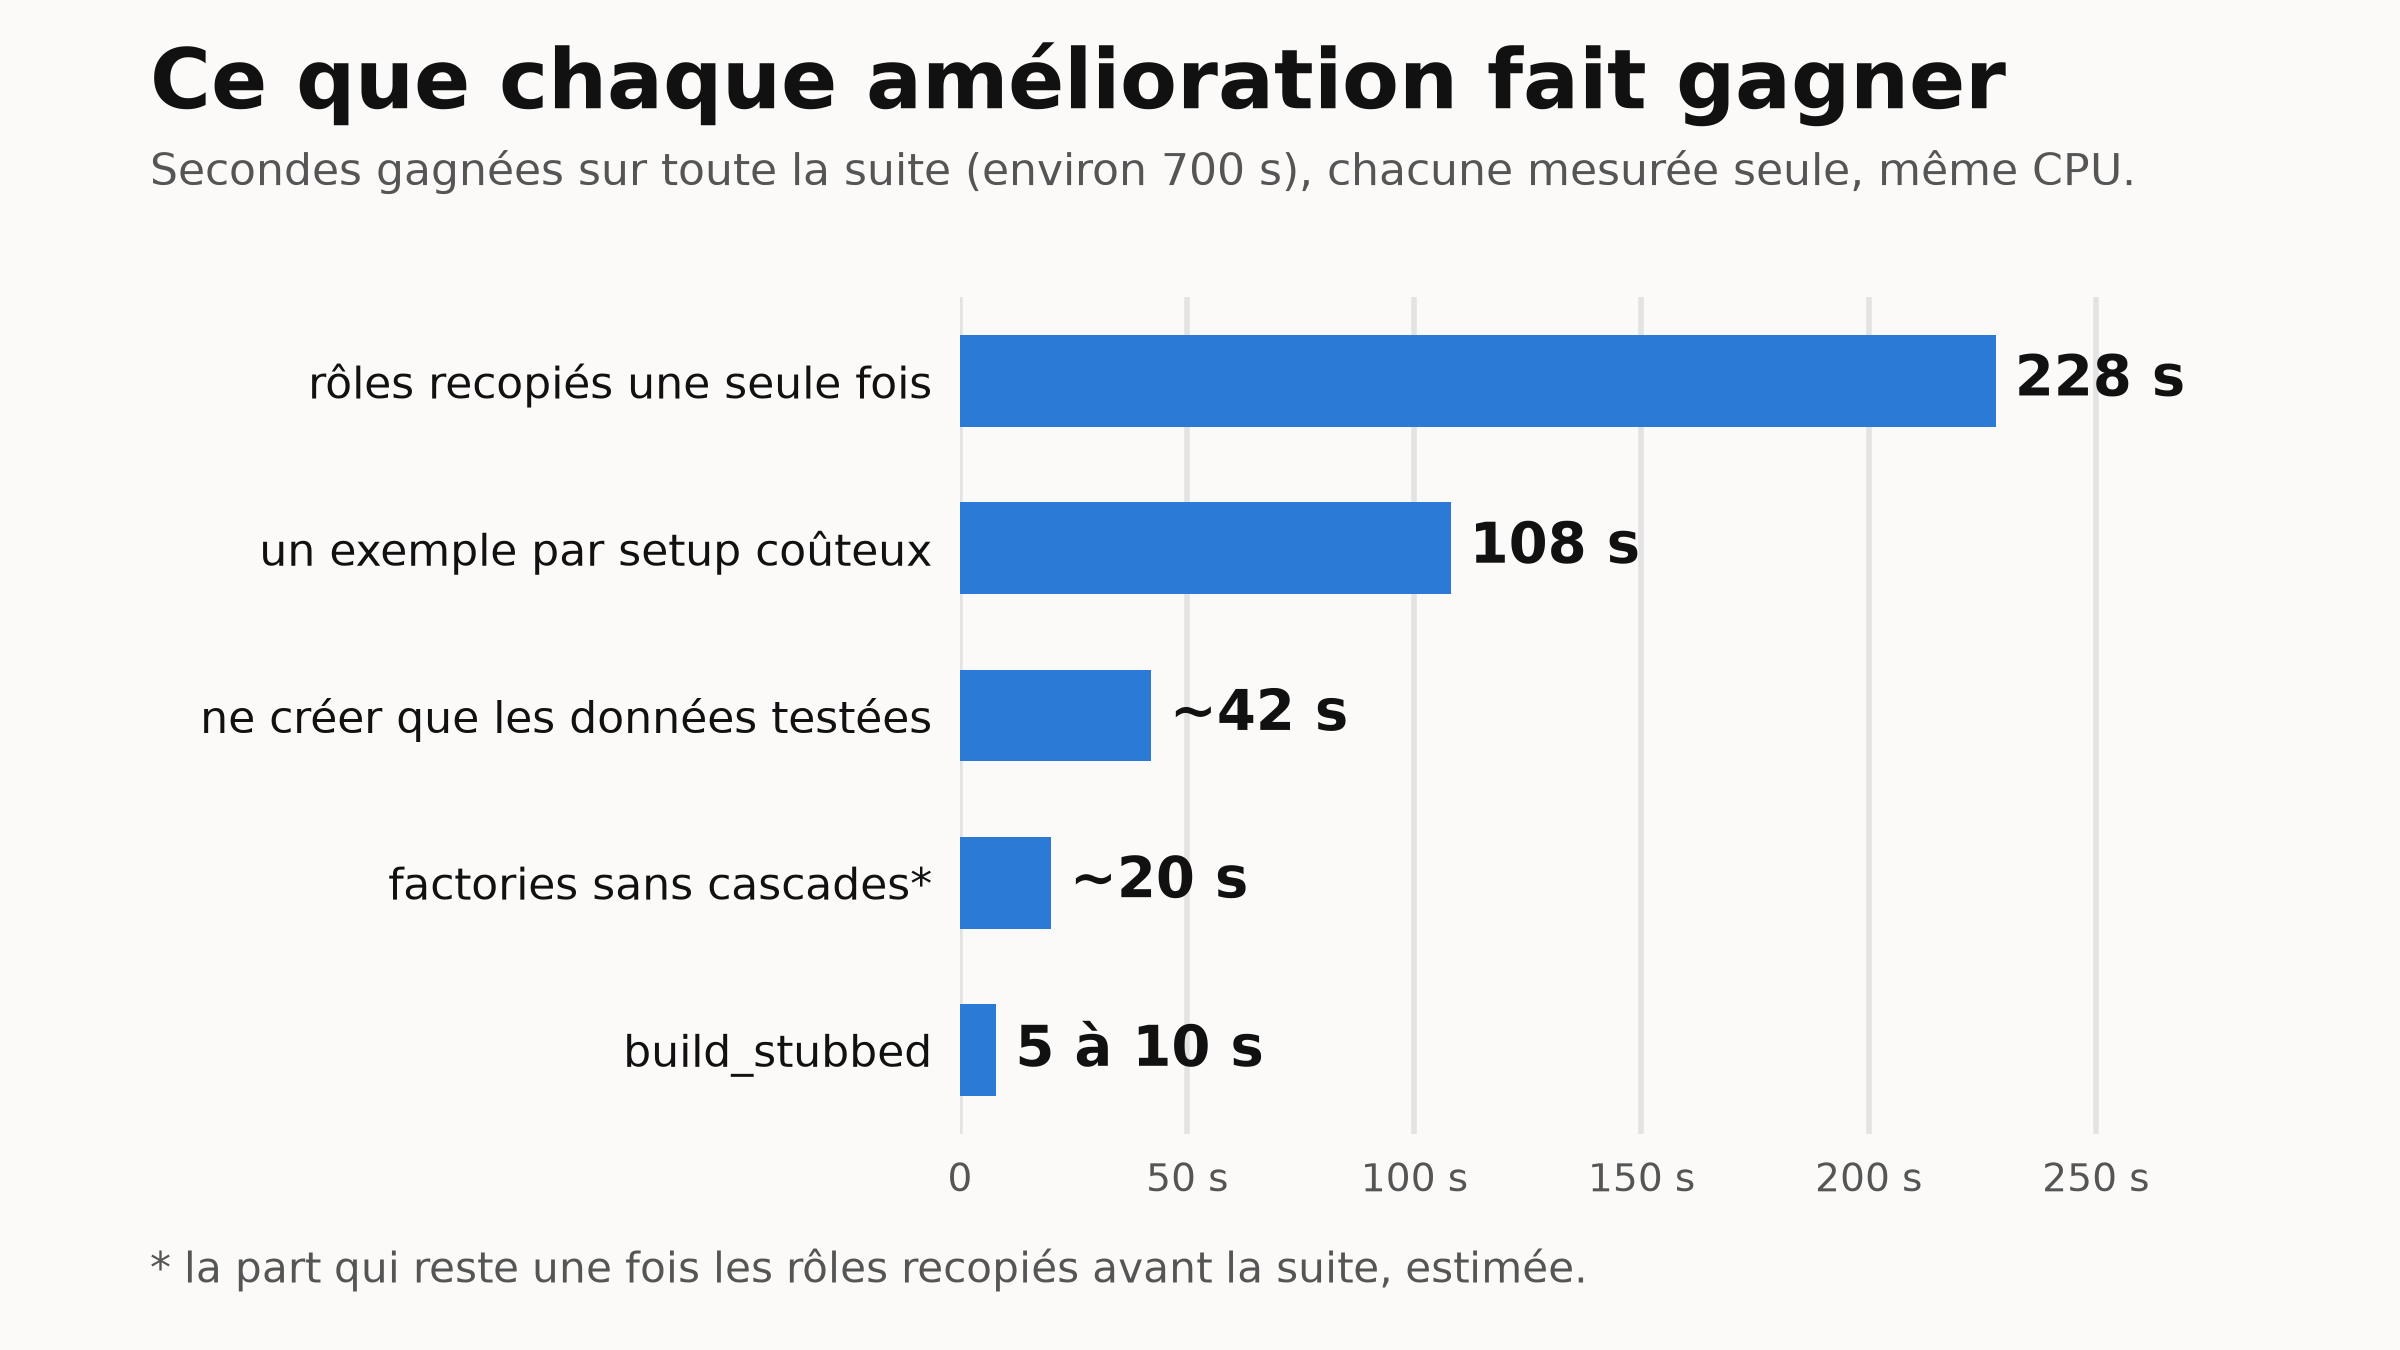 Ce que chaque amélioration fait gagner
Secondes gagnées sur toute la suite (environ 700 s), chacune mesurée seule, même CPU.
rôles recopiés une seule fois 228 s
un exemple par setup coûteux 108 s
ne créer que les données testées ~42 s
factories sans cascades* ~20 s
build_stubbed 5 à 10 s
0 50 s 100 s 150 s 200 s 250 s
* la part qui reste une fois les rôles recopiés avant la suite, estimée.